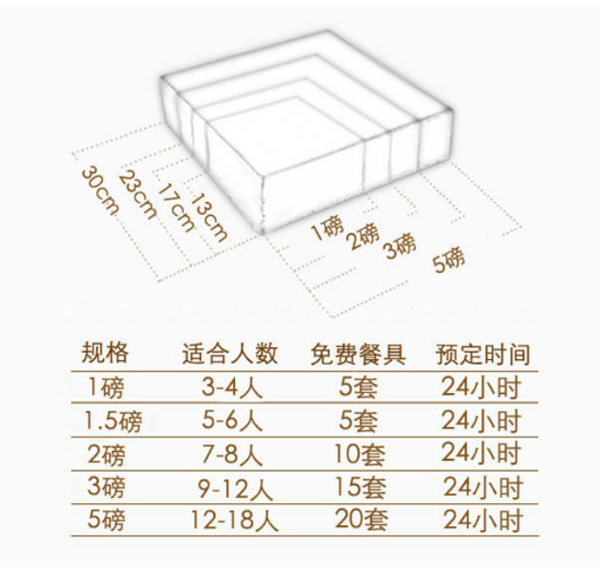 30cm
23cm
17cm
13cm
1磅
2磅
3磅
5磅
规格 适合人数 免费餐具 预定时间
1磅 3-4人 5套 24小时
1.5磅 5-6人 5套 24小时
2磅 7-8人 10套 24小时
3磅 9-12人 15套 24小时
5磅 12-18人 20套 24小时